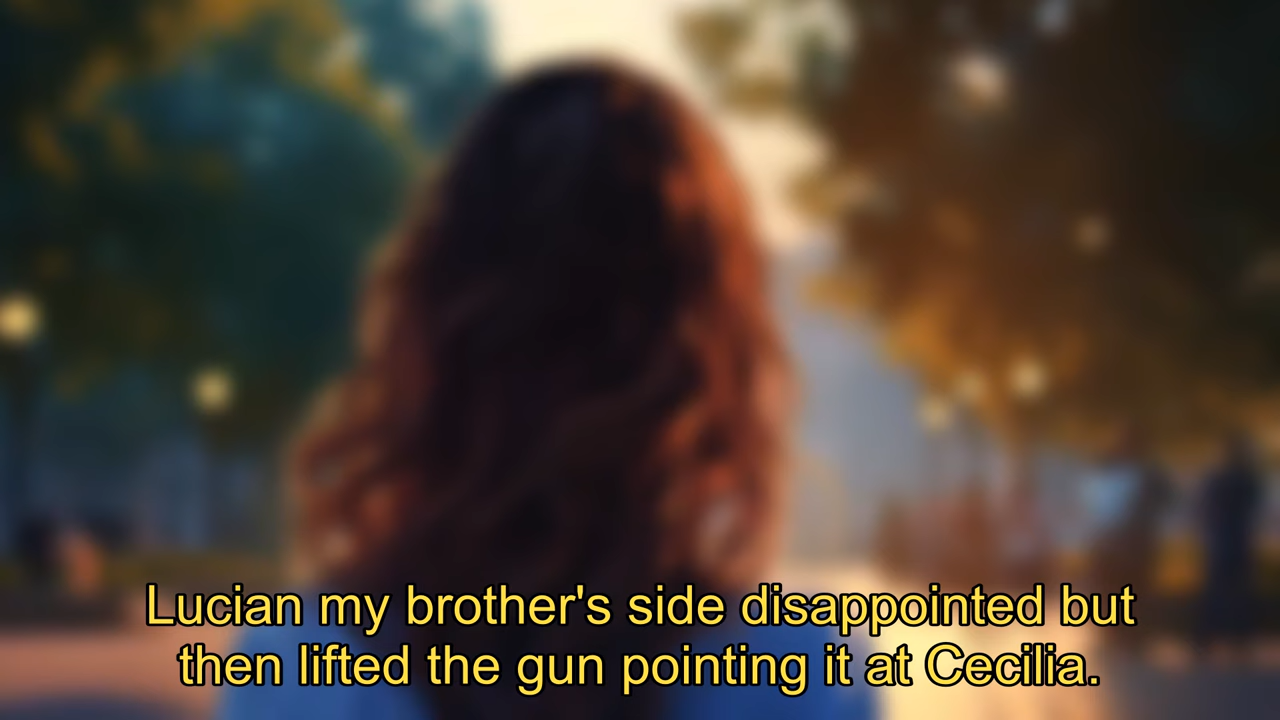 Lucian my brother's side disappointed but
then lifted the gun pointing it at Cecilia.